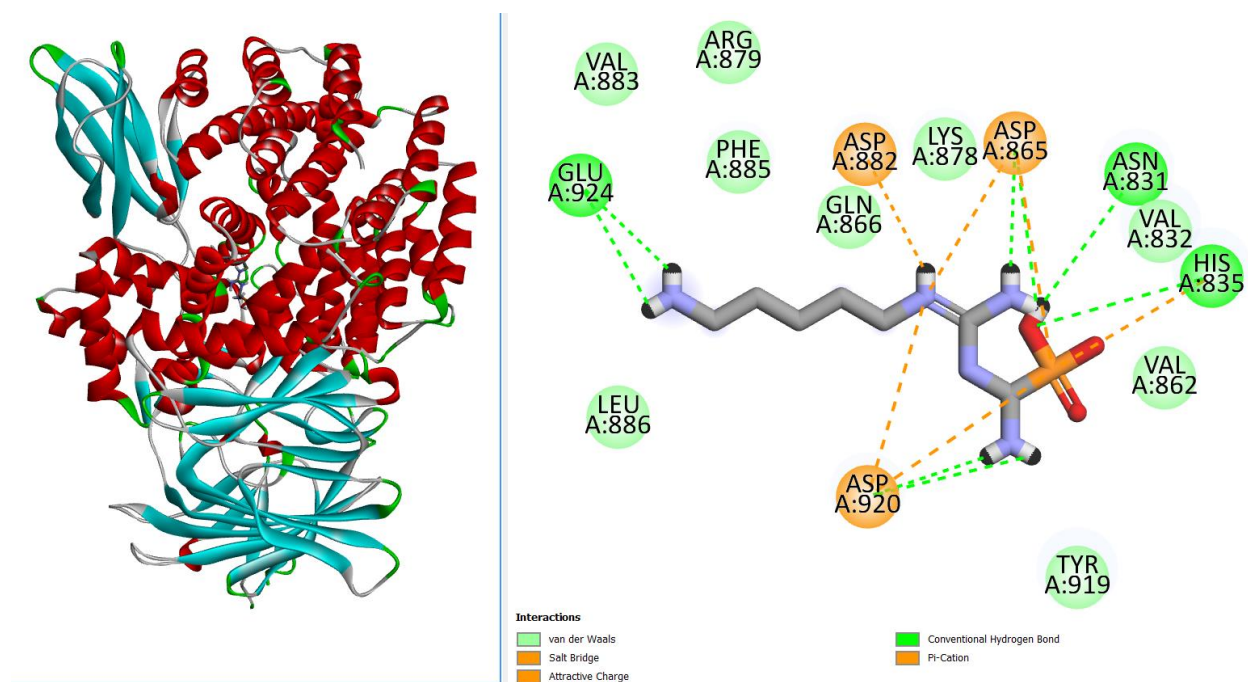 ARG
A:879
VAL
A:883
LYS
A:878
ASP
A:865
ASP
A:882
PHE
A:885
GLU
A:924
ASN
A:831
GLN
A:866
VAL
A:832
HIS
A:835
VAL
A:862
LEU
A:886
ASP
A:920
TYR
A:919
Interactions
van der Waals
Salt Bridge
Attractive Charge
Conventional Hydrogen Bond
Pi-Cation